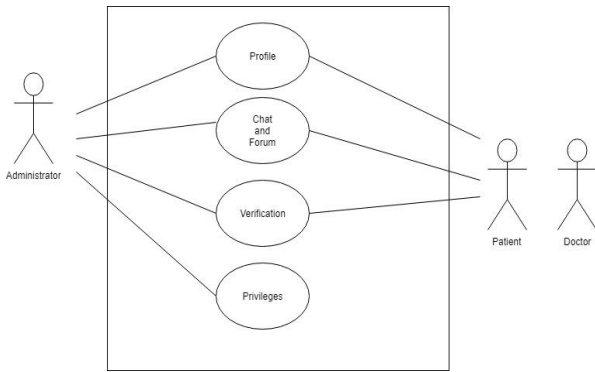 Profile
Chat
and
Forum
Administrator
Verification
Patient
Doctor
Privileges